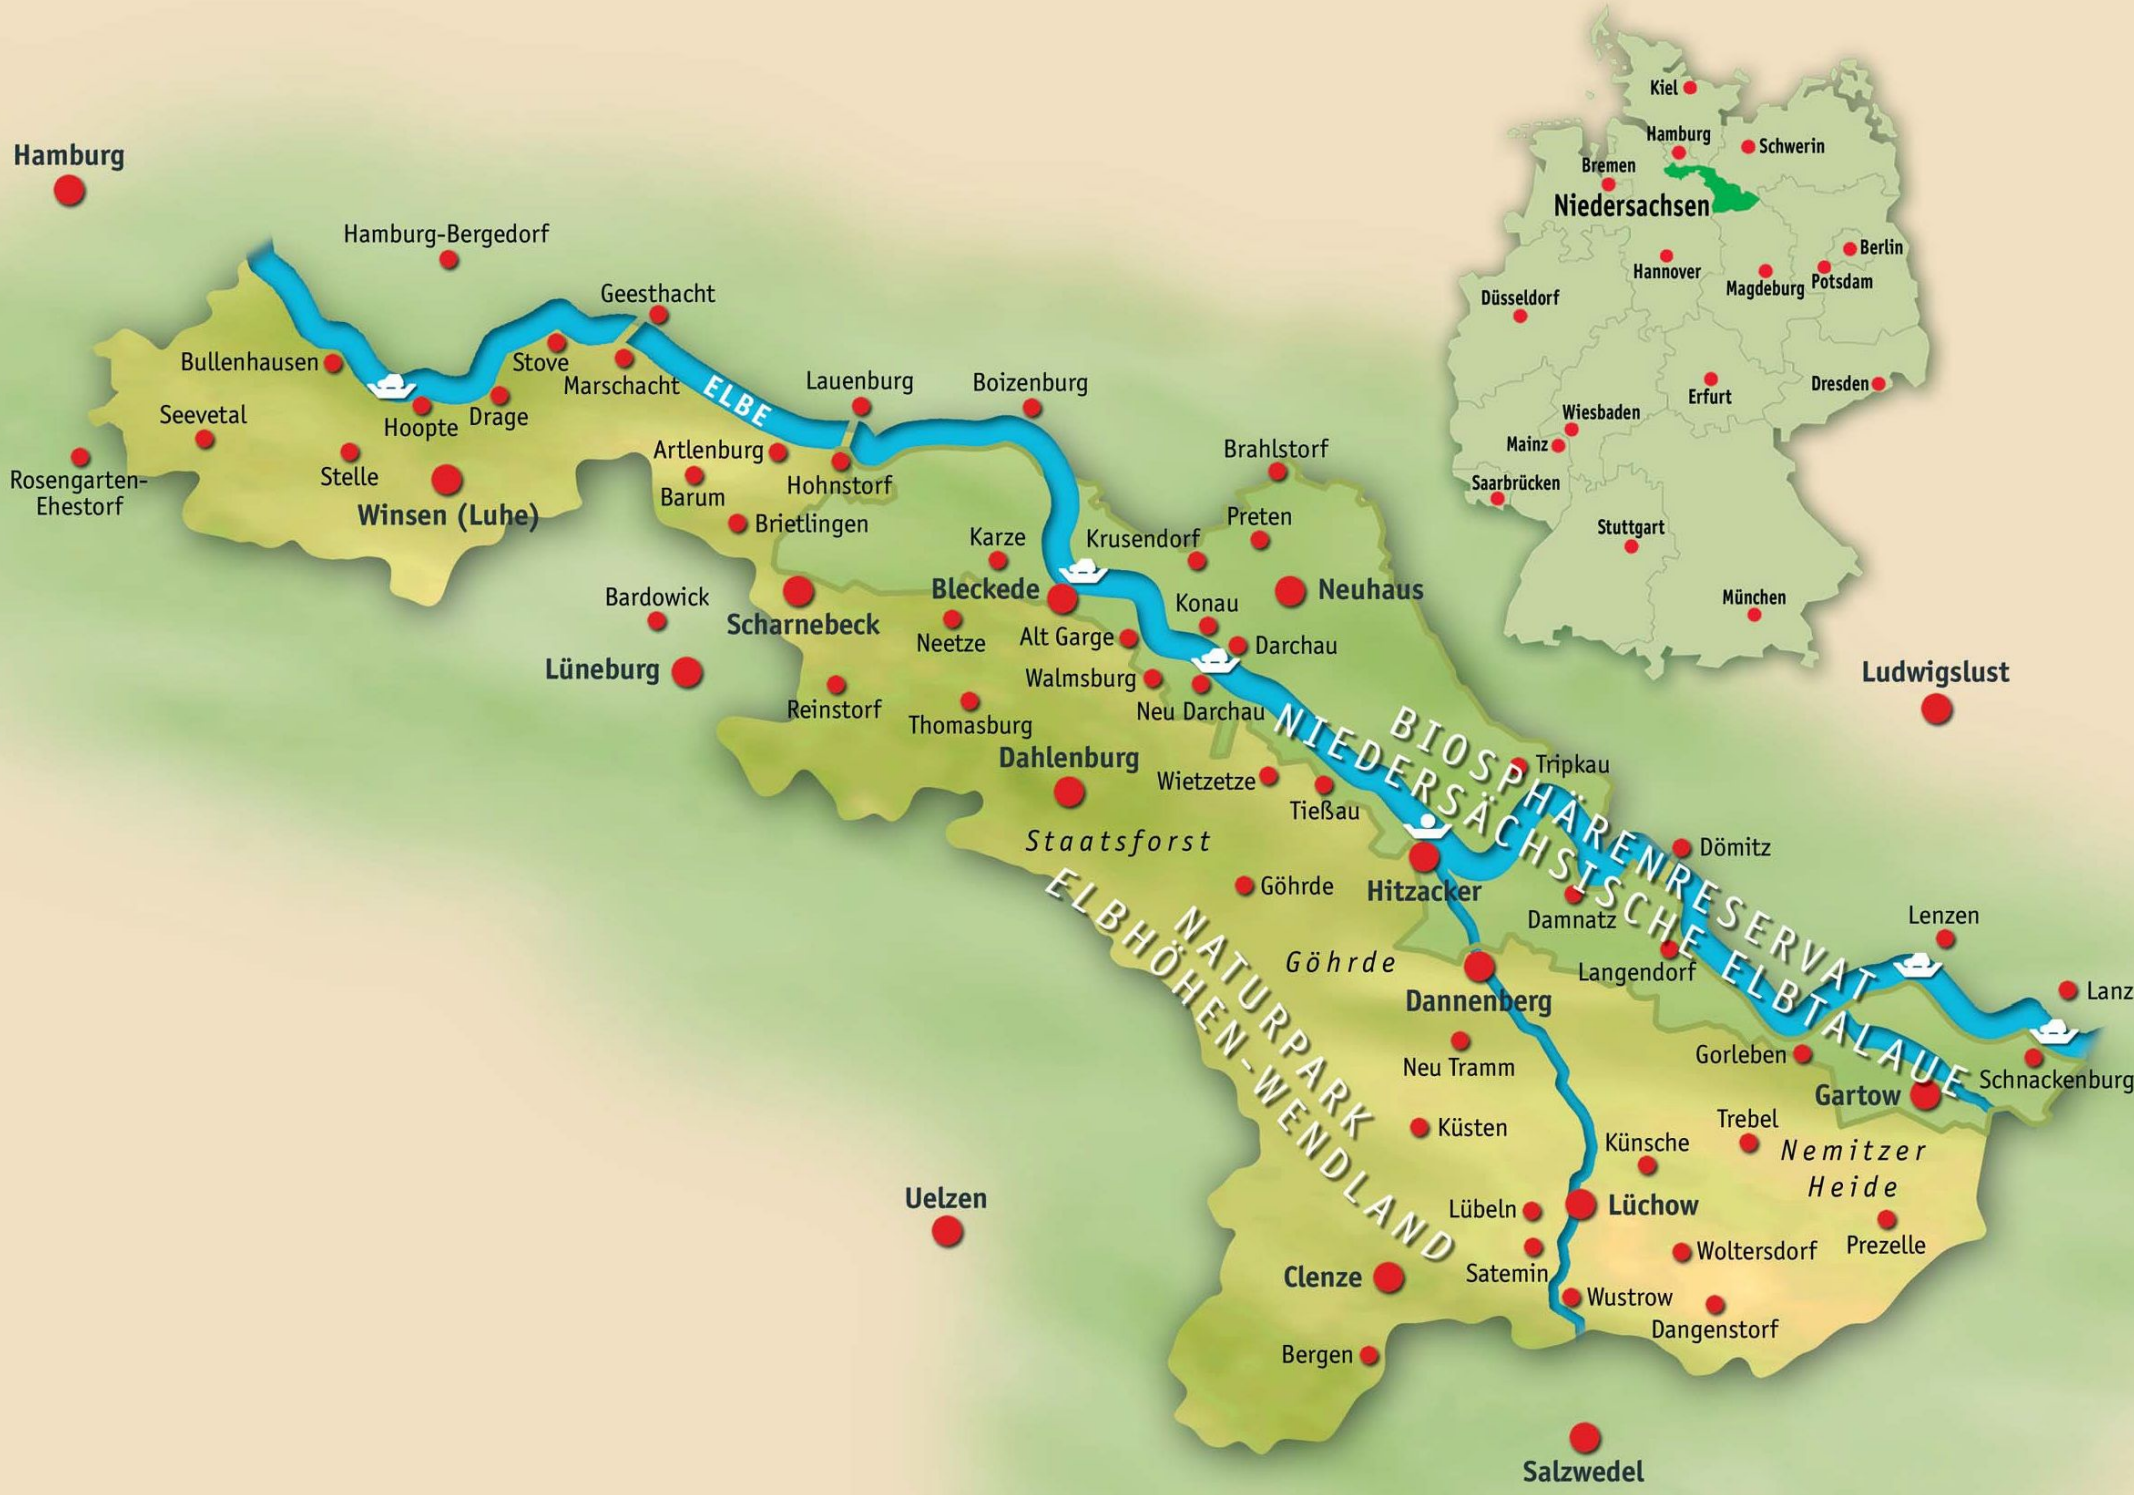 Kiel
Hamburg
Schwerin
Bremen
Niedersachsen
Berlin
Hannover
Magdeburg
Potsdam
Düsseldorf
Dresden
Erfurt
Wiesbaden
Mainz
Saarbrücken
Stuttgart
München
Hamburg
Hamburg-Bergedorf
Geesthacht
Bullenhausen
Stove
Marschacht
ELBE
Lauenburg
Boizenburg
Seevetal
Hoopte
Drage
Rosengarten-
Ehestorf
Stelle
Winsen (Luhe)
Artlenburg
Barum
Hohnstorf
Brietlingen
Brahlstorf
Preten
Karze
Krusendorf
Bleckede
Neuhaus
Bardowick
Scharnebeck
Neetze
Alt Garge
Konau
Darchau
Lüneburg
Reinstorf
Thomasburg
Walmsburg
Neu Darchau
Ludwigslust
Dahlenburg
Wietzetze
Tießau
Tripkau
BIOSPHÄRENRESERVAT
NIEDERSÄCHSISCHE ELBTALAUE
Staatsforst
Göhrde
Hitzacker
Dömitz
Damnatz
Lenzen
NATURPARK
ELBHÖHEN-WENDLAND
Göhrde
Langendorf
Lanz
Dannenberg
Neu Tramm
Gorleben
Gartow
Schnackenburg
Küsten
Künsche
Trebel
Nemitzer
Heide
Uelzen
Lübeln
Lüchow
Prezelle
Clenze
Satemin
Woltersdorf
Wustrow
Dangenstorf
Bergen
Salzwedel